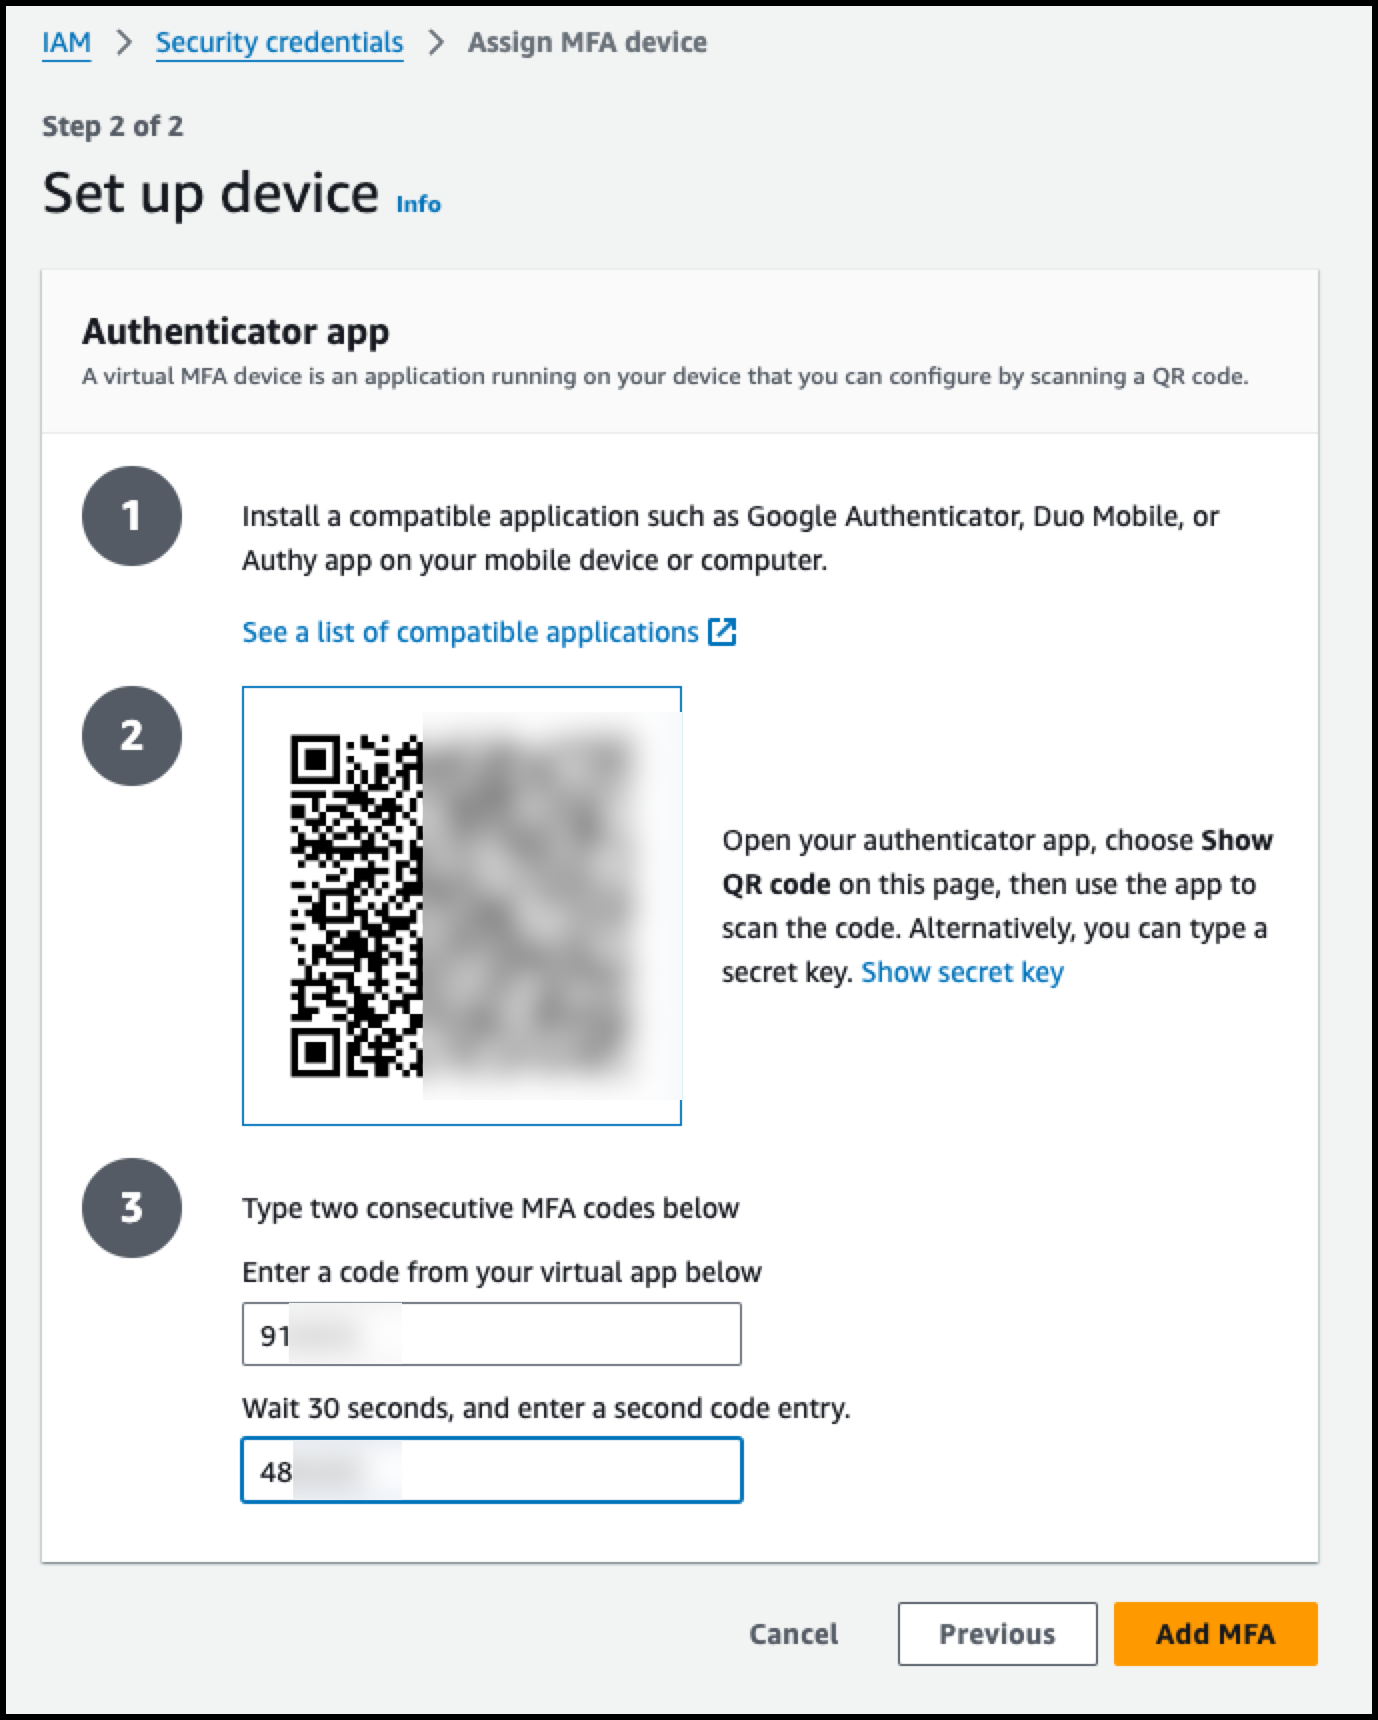 IAM > Security credentials > Assign MFA device
Step 2 of 2
Set up device Info
Authenticator app
A virtual MFA device is an application running on your device that you can configure by scanning a QR code.
1
Install a compatible application such as Google Authenticator, Duo Mobile, or
Authy app on your mobile device or computer.
See a list of compatible applications
2
Open your authenticator app, choose Show
QR code on this page, then use the app to
scan the code. Alternatively, you can type a
secret key. Show secret key
3
Type two consecutive MFA codes below
Enter a code from your virtual app below
91
Wait 30 seconds, and enter a second code entry.
48
Cancel Previous Add MFA